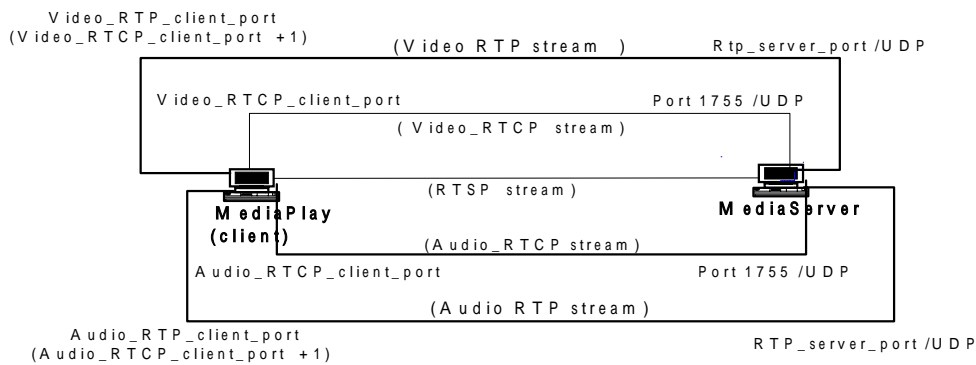 Video_RTP_client_port
(Video_RTCP_client_port +1)
(Video RTP stream )
Rtp_server_port/UDP
Video_RTCP_client_port
Port 1755 /UDP
( Video_RTCP stream)
(RTSP stream)
MediaPlay
(client)
MediaServer
(Audio_RTCP stream)
Audio_RTCP_client_port
Port 1755 /UDP
(Audio RTP stream)
Audio_RTP_client_port
(Audio_RTCP_client_port +1)
RTP_server_port/UDP